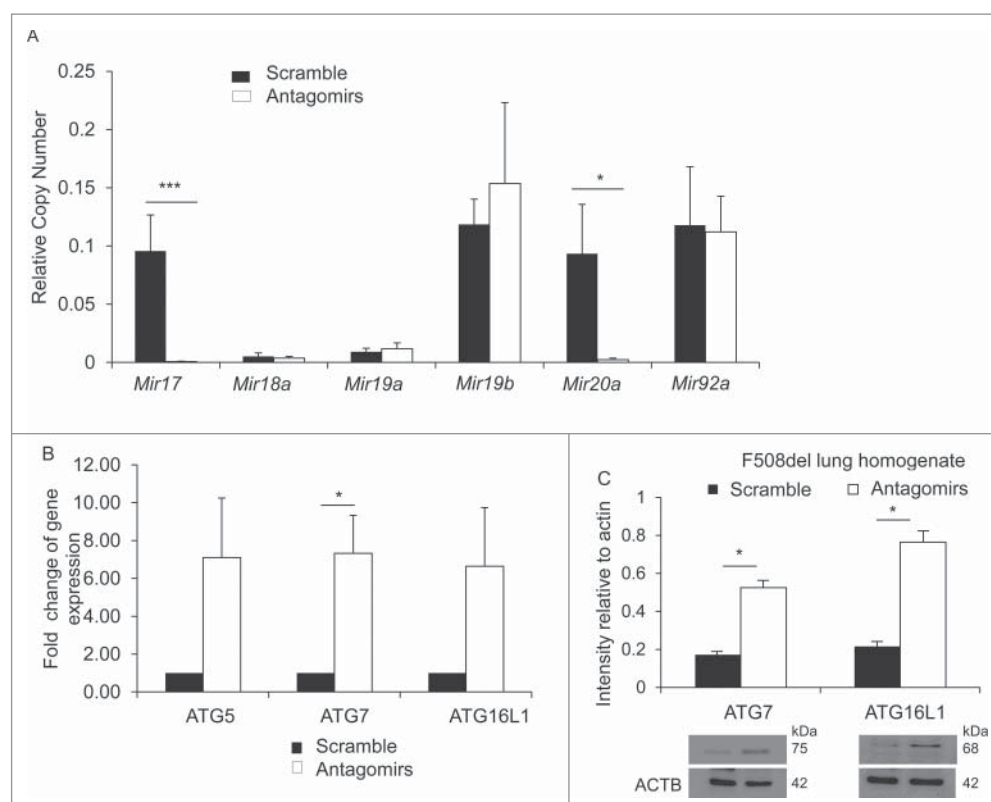 A
0.25
0.2
0.15
0.1
0.05
0
Relative Copy Number
Scramble
Antagomirs
***
*
Mir17 Mir18a Mir19a Mir19b Mir20a Mir92a
B
12.00
10.00
8.00
6.00
4.00
2.00
0.00
Fold change of gene
expression
*
ATG5 ATG7 ATG16L1
Scramble
Antagomirs
F508del lung homogenate
C
Scramble Antagomirs
1
0.8
0.6
0.4
0.2
0
Intensity relative to actin
*
*
ATG7 ATG16L1
kDa kDa
75 68
ACTB 42 42